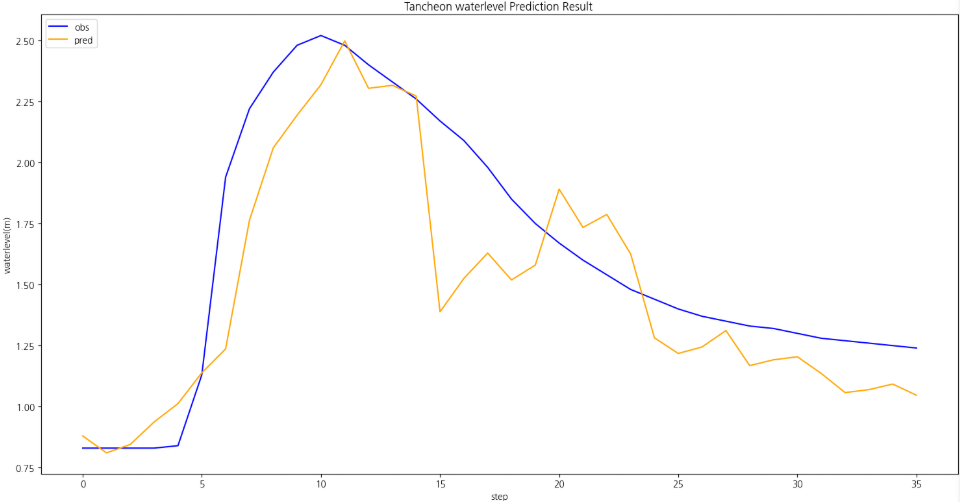 Tancheon waterlevel Prediction Result
obs
pred
2.50
2.25
2.00
1.75
1.50
1.25
1.00
0.75
waterlevel(m)
0 5 10 15 20 25 30 35
step